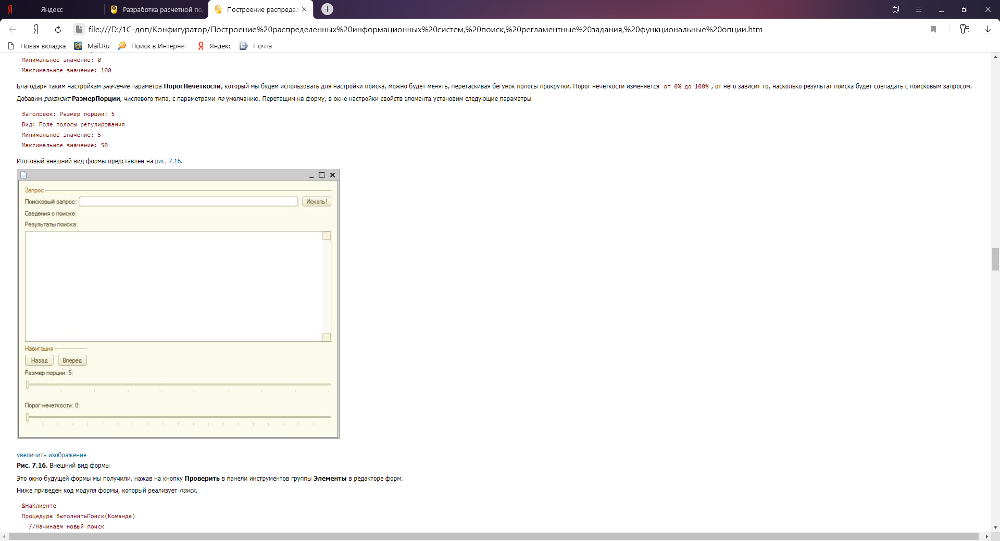 Яндекс
Разработка расчетной по
Построение распредел
file:///D:/1С-доп/Конфигуратор/Построение%20распределенных%20информационных%20систем,%20поиск,%20регламентные%20задания,%20функциональные%20опции.htm
Новая вкладка
Mail.Ru
Поиск в Интернет
Яндекс
Почта
Минимальное значение: 0
Максимальное значение: 100
Благодаря таким настройкам значение параметра ПорогНечеткости, который мы будем использовать для настройки поиска, можно будет менять, перетаскивая бегунок полосы прокрутки. Порог нечеткости изменяется от 0% до 100% , от него зависит то, насколько результат поиска будет совпадать с поисковым запросом.
Добавим реквизит РазмерПорции, числового типа, с параметрами по умолчанию. Перетащим на форму, в окне настройки свойств элемента установим следующие параметры
Заголовок: Размер порции: 5
Вид: Поле полосы регулирования
Минимальное значение: 5
Максимальное значение: 50
Итоговый внешний вид формы представлен на рис. 7.16.
Запрос
Поисковый запрос:
Искать!
Сведения о поиске:
Результаты поиска:
Навигация
Назад
Вперед
Размер порции: 5:
Порог нечеткости: 0:
увеличить изображение
Рис. 7.16. Внешний вид формы
Это окно будущей формы мы получили, нажав на кнопку Проверить в панели инструментов группы Элементы в редакторе форм.
Ниже приведен код модуля формы, который реализует поиск.
&НаКлиенте
Процедура ВыполнитьПоиск(Команда)
//Начинаем новый поиск